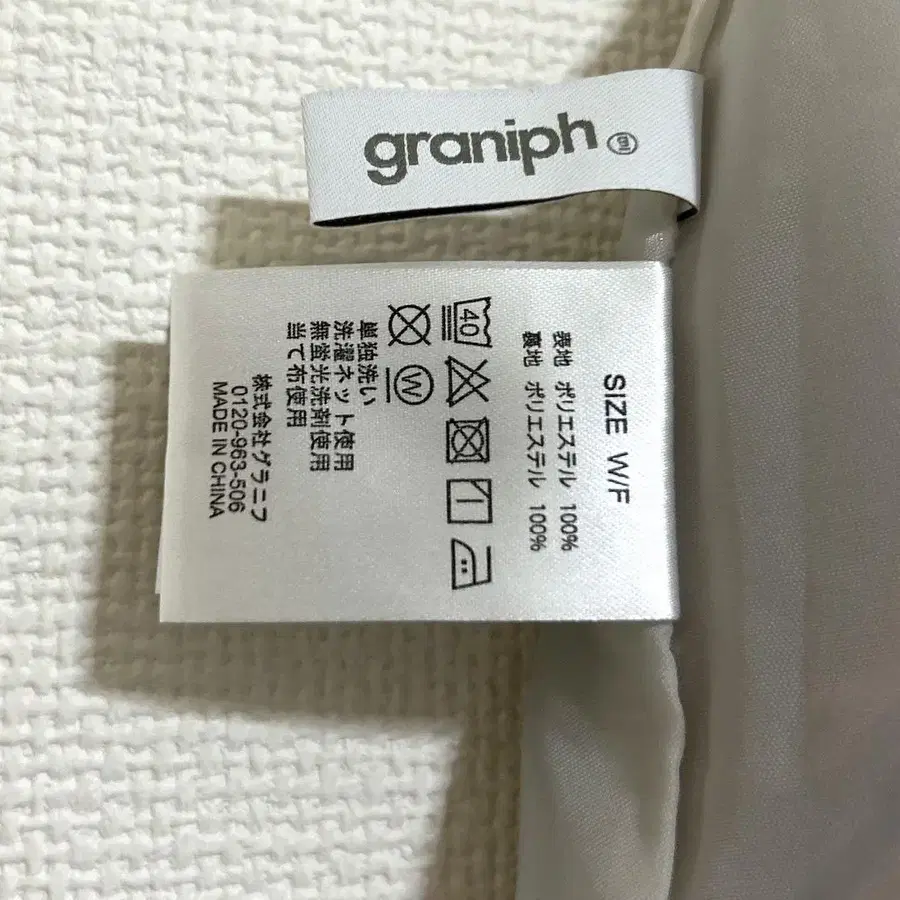 graniph
SIZE W/F
表地 ポリエステル 100%
裏地 ポリエステル 100%
40
W
単独洗い
洗濯ネット使用
無蛍光洗剤使用
当て布使用
株式会社グラニフ
0120-963-506
MADE IN CHINA